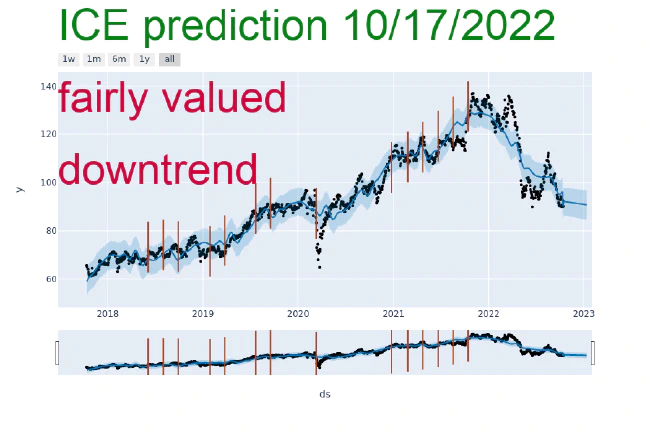 ICE prediction 10/17/2022
1w 1m 6m 1y all
fairly valued
downtrend
140
120
100
80
60
y
2018 2019 2020 2021 2022 2023
ds